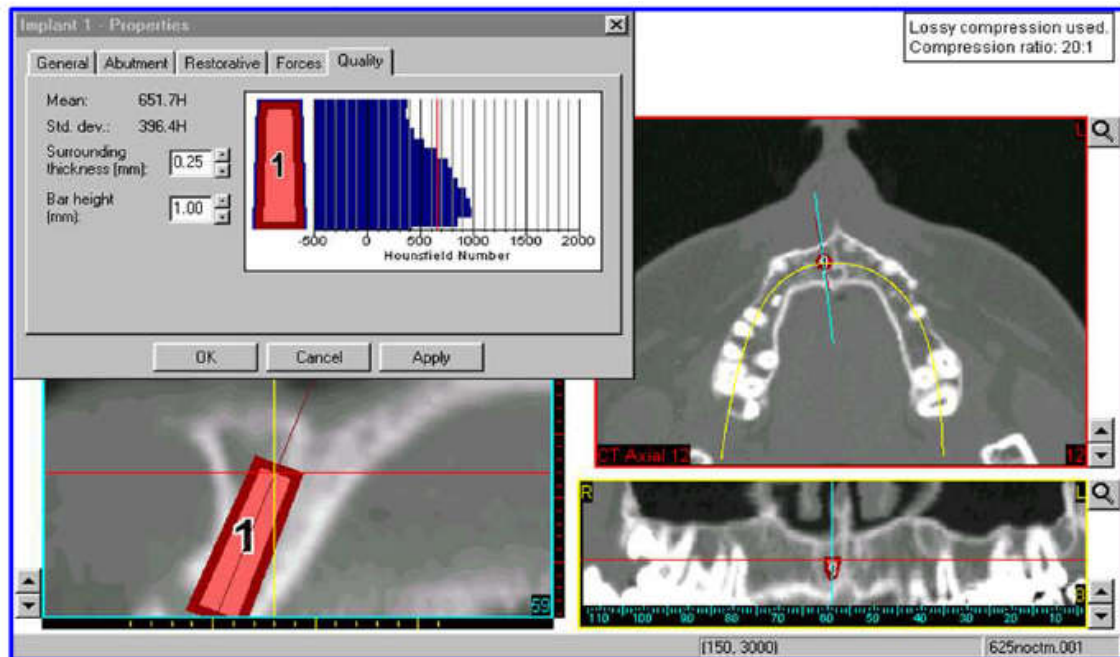 Implant 1 - Properties
Lossy compression used.
Compression ratio: 20:1
General Abutment Restorative Forces Quality
Mean: 651.7H
Std. dev.: 396.4H
Surrounding
thickness (mm): 0.25
Bar height
(mm): 1.00
1
-500 0 500 1000 1500 2000
Hounsfield Number
OK Cancel Apply
L
CT Axial 12 12
1
59
R L
B
110 100 90 80 70 60 50 40 30 20 10
[150, 3000] 625noctm.001